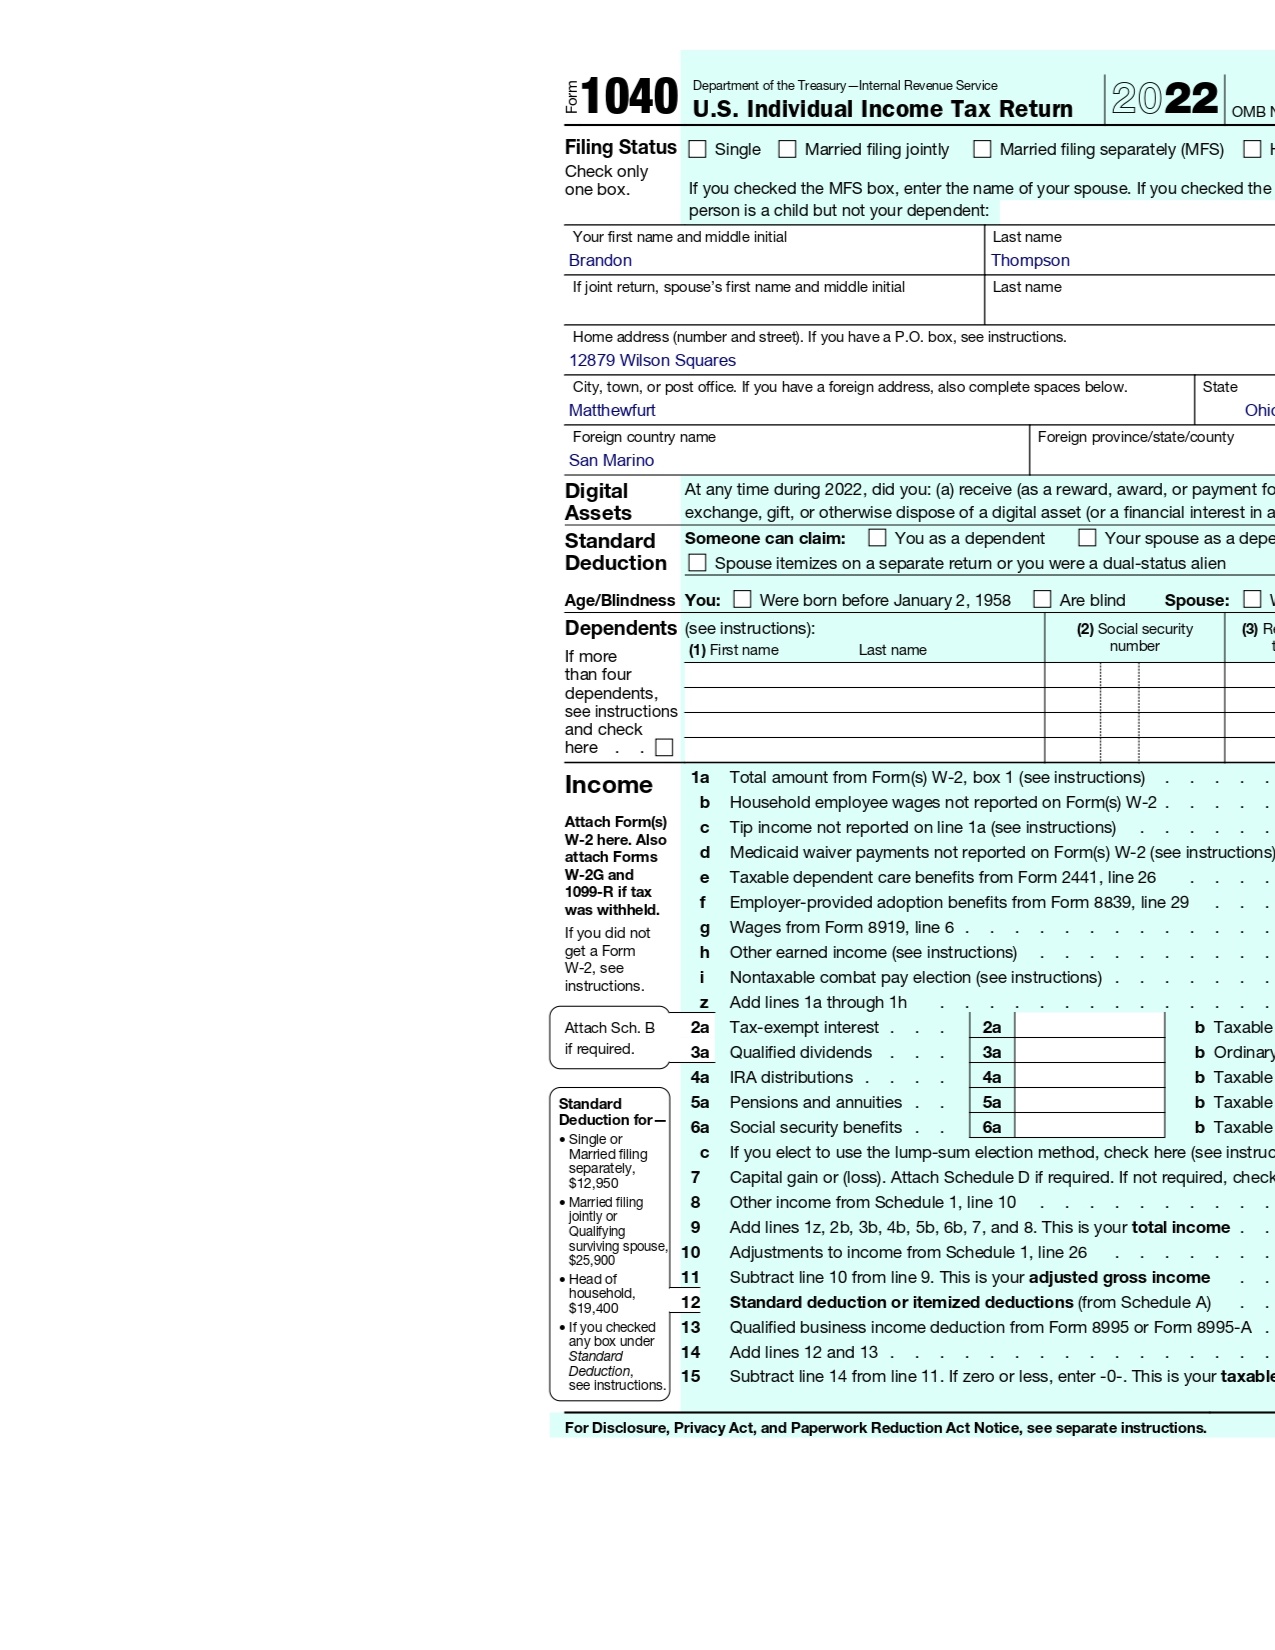 Form 1040 Department of the Treasury—Internal Revenue Service
U.S. Individual Income Tax Return 2022 OMB
Filing Status
Check only
one box.
Single Married filing jointly Married filing separately (MFS)
If you checked the MFS box, enter the name of your spouse. If you checked the
person is a child but not your dependent:
Your first name and middle initial Last name
Brandon Thompson
If joint return, spouse's first name and middle initial Last name
Home address (number and street). If you have a P.O. box, see instructions.
12879 Wilson Squares
City, town, or post office. If you have a foreign address, also complete spaces below. State
Matthewfurt
Foreign country name Foreign province/state/county
San Marino
Digital
Assets
At any time during 2022, did you: (a) receive (as a reward, award, or payment
exchange, gift, or otherwise dispose of a digital asset (or a financial interest in a
Standard
Deduction
Someone can claim: You as a dependent Your spouse as a
Spouse itemizes on a separate return or you were a dual-status alien
Age/Blindness You: Were born before January 2, 1958 Are blind Spouse:
Dependents (see instructions): (2) Social security number (3)
(1) First name Last name
If more
than four
dependents,
see instructions
and check
here . .
Income
Attach Form(s)
W-2 here. Also
attach Forms
W-2G and
1099-R if tax
was withheld.
If you did not
get a Form
W-2, see
instructions.
1a Total amount from Form(s) W-2, box 1 (see instructions) . . . . .
b Household employee wages not reported on Form(s) W-2 . . . . .
c Tip income not reported on line 1a (see instructions) . . . . . .
d Medicaid waiver payments not reported on Form(s) W-2 (see instructions)
e Taxable dependent care benefits from Form 2441, line 26 . . . .
f Employer-provided adoption benefits from Form 8839, line 29 . . .
g Wages from Form 8919, line 6 . . . . . . . . . . . . .
h Other earned income (see instructions) . . . . . . . . . .
i Nontaxable combat pay election (see instructions) . . . . . . .
z Add lines 1a through 1h . . . . . . . . . . . . . .
Attach Sch. B
if required.
2a Tax-exempt interest . . . 2a b Taxable
3a Qualified dividends . . . 3a b Ordinary
4a IRA distributions . . . . 4a b Taxable
5a Pensions and annuities . . 5a b Taxable
6a Social security benefits . . 6a b Taxable
c If you elect to use the lump-sum election method, check here (see
7 Capital gain or (loss). Attach Schedule D if required. If not required, check
8 Other income from Schedule 1, line 10 . . . . . . . . . .
9 Add lines 1z, 2b, 3b, 4b, 5b, 6b, 7, and 8. This is your total income . .
10 Adjustments to income from Schedule 1, line 26 . . . . . . .
11 Subtract line 10 from line 9. This is your adjusted gross income . .
12 Standard deduction or itemized deductions (from Schedule A) . .
13 Qualified business income deduction from Form 8995 or Form 8995-A .
14 Add lines 12 and 13 . . . . . . . . . . . . . . . .
15 Subtract line 14 from line 11. If zero or less, enter -0-. This is your taxable
Standard
Deduction for—
• Single or
Married filing
separately,
$12,950
• Married filing
jointly or
Qualifying
surviving spouse,
$25,900
• Head of
household,
$19,400
• If you checked
any box under
Standard
Deduction,
see instructions.
For Disclosure, Privacy Act, and Paperwork Reduction Act Notice, see separate instructions.